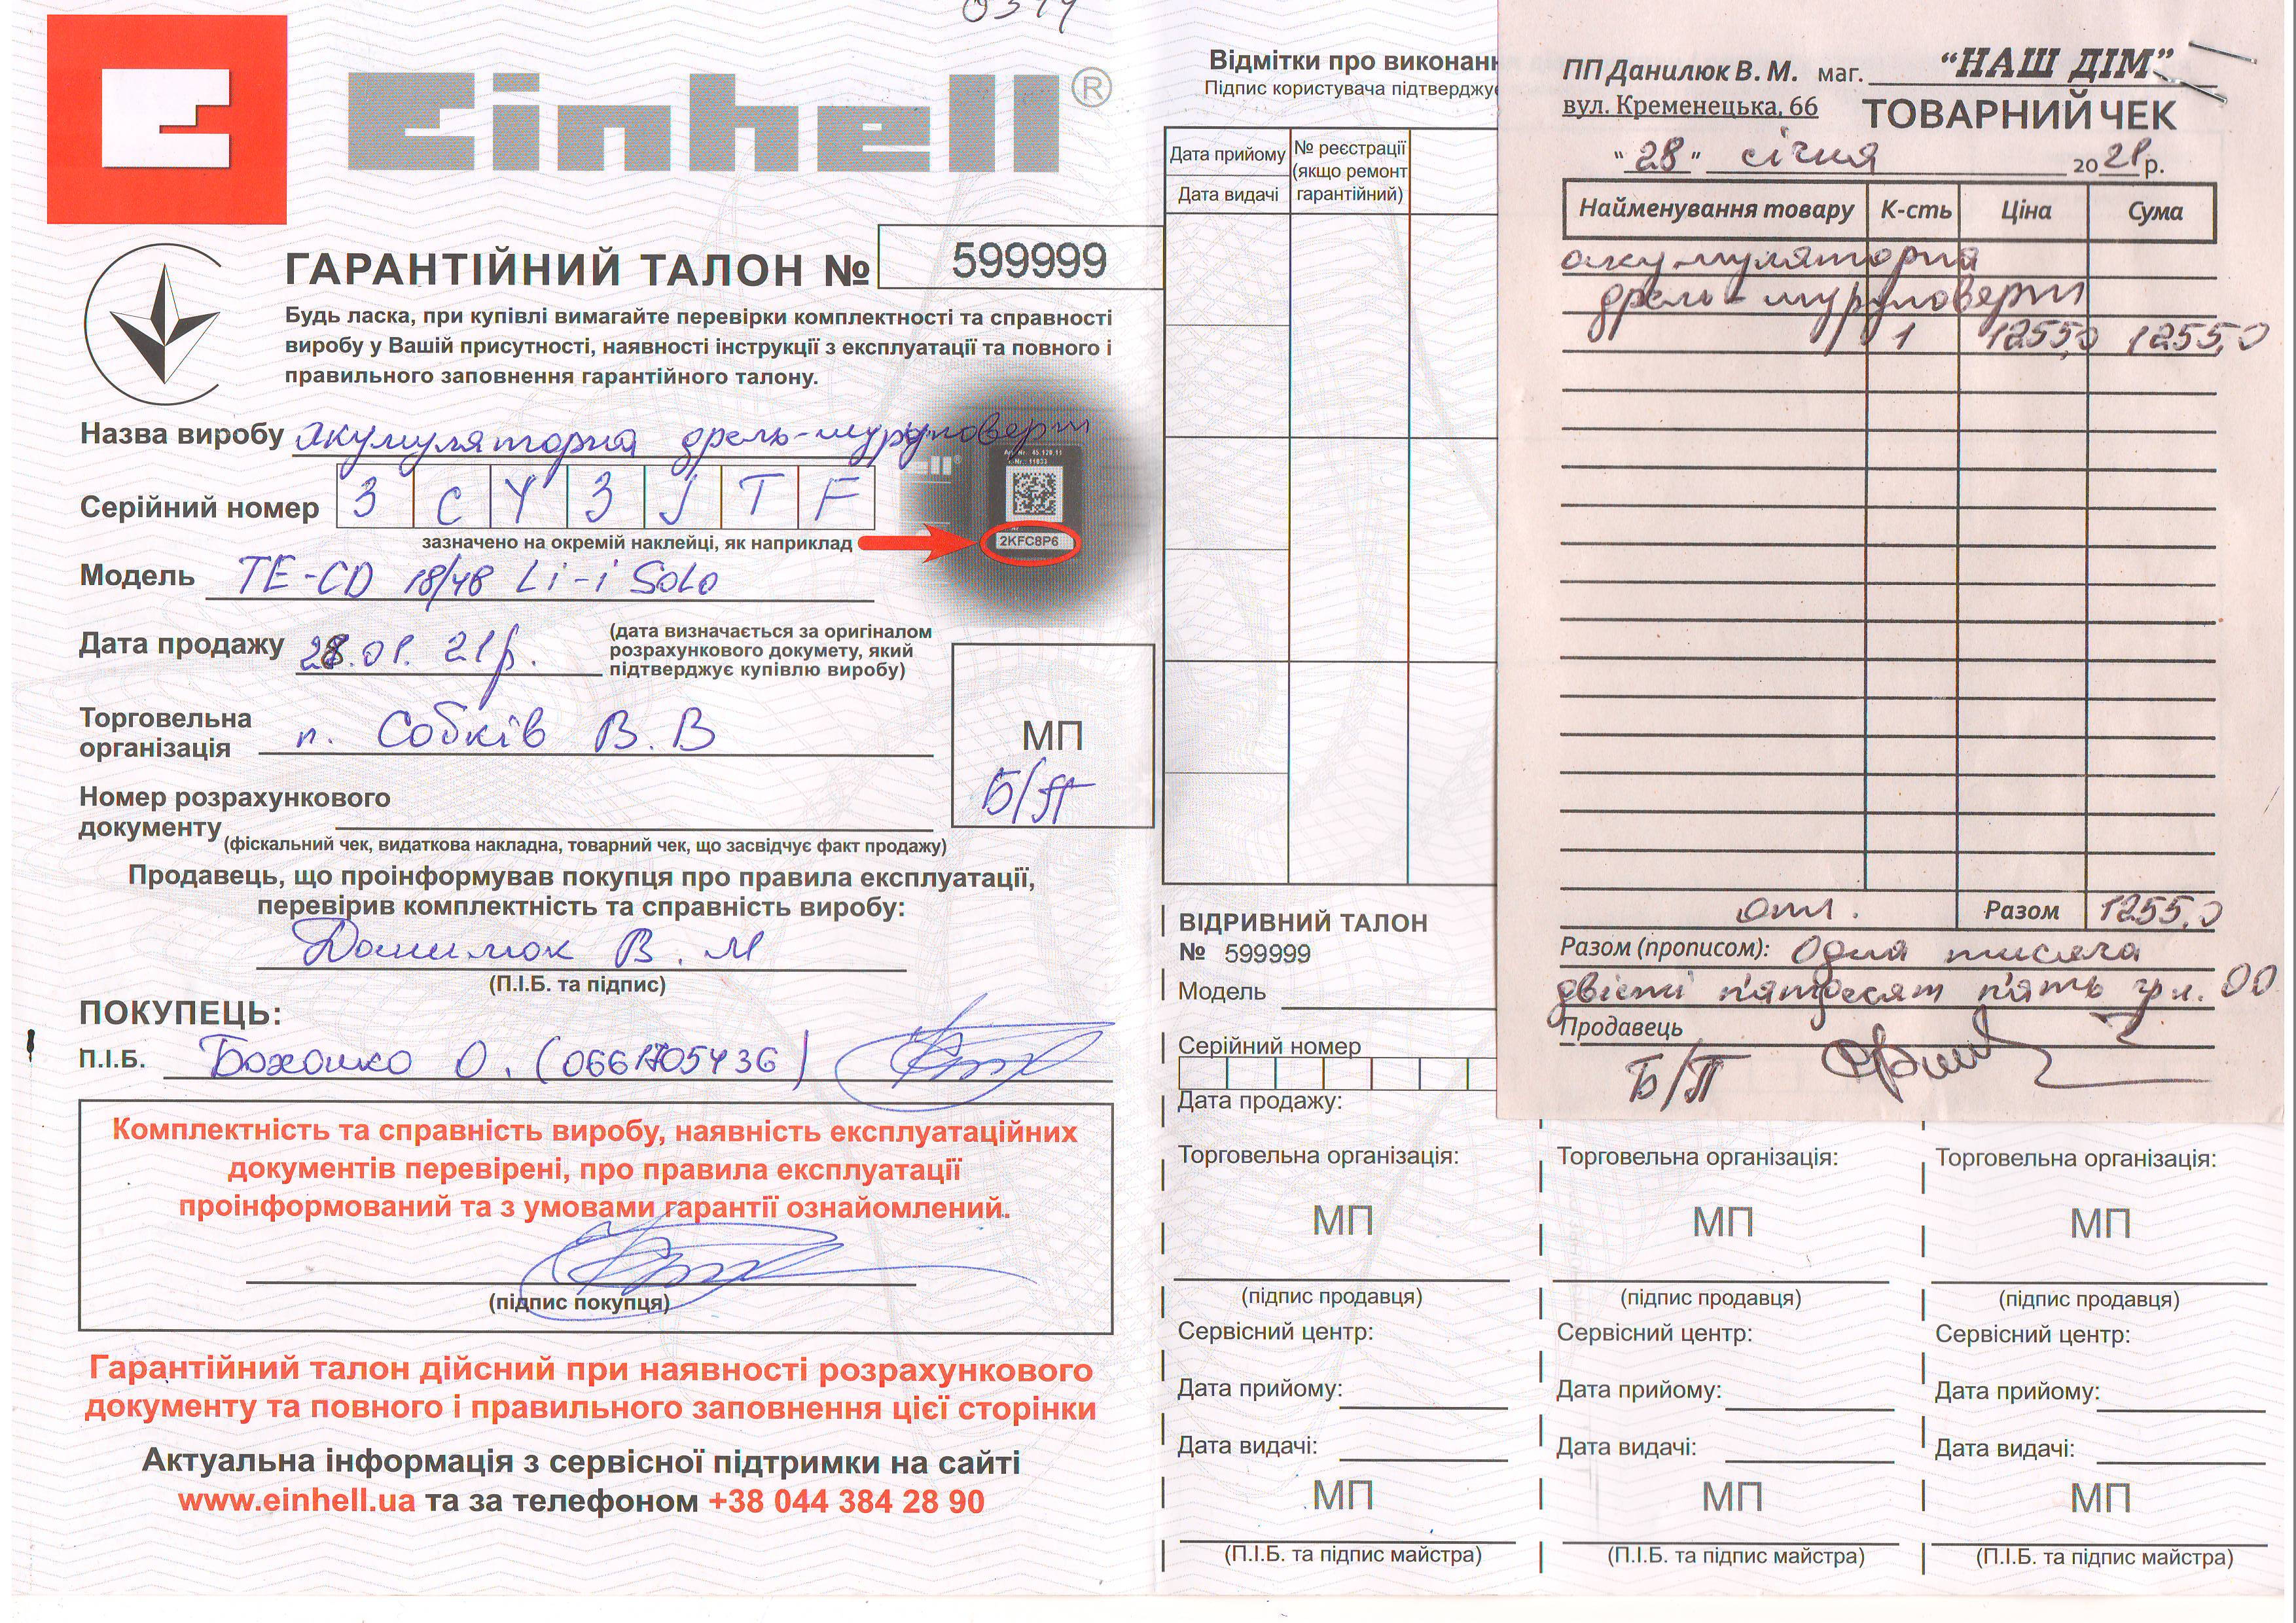 Einhell®
ГАРАНТІЙНИЙ ТАЛОН № 599999
Будь ласка, при купівлі вимагайте перевірки комплектності та справності
виробу у Вашій присутності, наявності інструкції з експлуатації та повного і
правильного заповнення гарантійного талону.
Назва виробу акумуляторна дрель-шуруповерт
Серійний номер 3 C Y 3 J T F
зазначено на окремій наклейці, як наприклад
2KFC8P6
Модель TE-CD 18/48 Li-i Solo
Дата продажу 28.01.21р.
(дата визначається за оригіналом
розрахункового докумету, який
підтверджує купівлю виробу)
Торговельна
організація п. Собків В.В
МП
Б/П
Номер розрахункового
документу
(фіскальний чек, видаткова накладна, товарний чек, що засвідчує факт продажу)
Продавець, що проінформував покупця про правила експлуатації,
перевірив комплектність та справність виробу:
Данилюк В.М
(П.І.Б. та підпис)
ПОКУПЕЦЬ:
П.І.Б. О. (0661705436)
Комплектність та справність виробу, наявність експлуатаційних
документів перевірені, про правила експлуатації
проінформований та з умовами гарантії ознайомлений.
(підпис покупця)
Гарантійний талон дійсний при наявності розрахункового
документу та повного і правильного заповнення цієї сторінки
Актуальна інформація з сервісної підтримки на сайті
www.einhell.ua та за телефоном +38 044 384 28 90
Відмітки про виконанн
Підпис користувача підтверджує
Дата прийому
Дата видачі
№ реєстрації
(якщо ремонт
гарантійний)
ВІДРИВНИЙ ТАЛОН
№ 599999
Модель
Серійний номер
Дата продажу:
Торговельна організація: Торговельна організація: Торговельна організація:
МП МП МП
(підпис продавця) (підпис продавця) (підпис продавця)
Сервісний центр: Сервісний центр: Сервісний центр:
Дата прийому: Дата прийому: Дата прийому:
Дата видачі: Дата видачі: Дата видачі:
МП МП МП
(П.І.Б. та підпис майстра) (П.І.Б. та підпис майстра) (П.І.Б. та підпис майстра)
ПП Данилюк В. М. маг. “НАШ ДІМ”
вул. Кременецька, 66 ТОВАРНИЙ ЧЕК
“28” січня 2021р.
Найменування товару К-сть Ціна Сума
акумуляторна
дрель-шуруповерт
1 1255,0 1255,0
Разом 1255,0
Разом (прописом): Одна тисяча
двісті п'ятдесят п'ять грн. 00
Продавець
Б/П